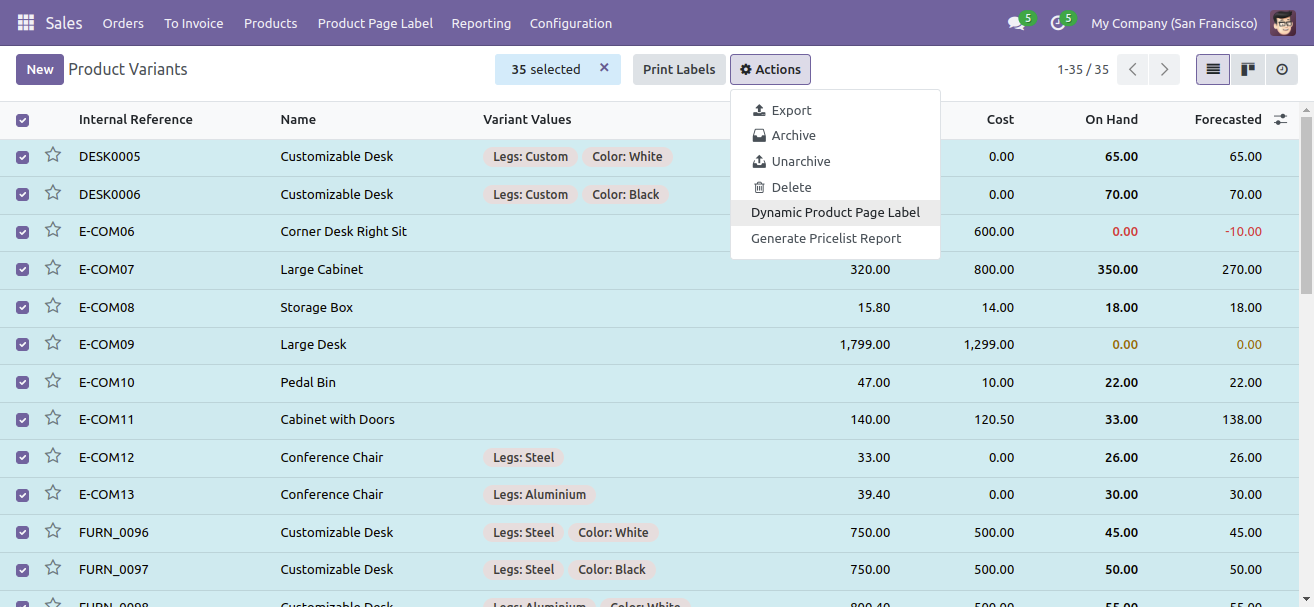 Sales Orders To Invoice Products Product Page Label Reporting Configuration 5 5 My Company (San Francisco)
New Product Variants 35 selected × Print Labels Actions 1-35 / 35
Export
Archive
Unarchive
Delete
Dynamic Product Page Label
Generate Pricelist Report
Internal Reference Name Variant Values Cost On Hand Forecasted
DESK0005 Customizable Desk Legs: Custom Color: White 0.00 65.00 65.00
DESK0006 Customizable Desk Legs: Custom Color: Black 0.00 70.00 70.00
E-COM06 Corner Desk Right Sit 600.00 0.00 -10.00
E-COM07 Large Cabinet 320.00 800.00 350.00 270.00
E-COM08 Storage Box 15.80 14.00 18.00 18.00
E-COM09 Large Desk 1,799.00 1,299.00 0.00 0.00
E-COM10 Pedal Bin 47.00 10.00 22.00 22.00
E-COM11 Cabinet with Doors 140.00 120.50 33.00 138.00
E-COM12 Conference Chair Legs: Steel 33.00 0.00 26.00 26.00
E-COM13 Conference Chair Legs: Aluminium 39.40 0.00 30.00 30.00
FURN_0096 Customizable Desk Legs: Steel Color: White 750.00 500.00 45.00 45.00
FURN_0097 Customizable Desk Legs: Steel Color: Black 750.00 500.00 50.00 50.00
FURN_0098 Customizable Desk Legs: Aluminium Color: White 800.40 500.00 55.00 55.00